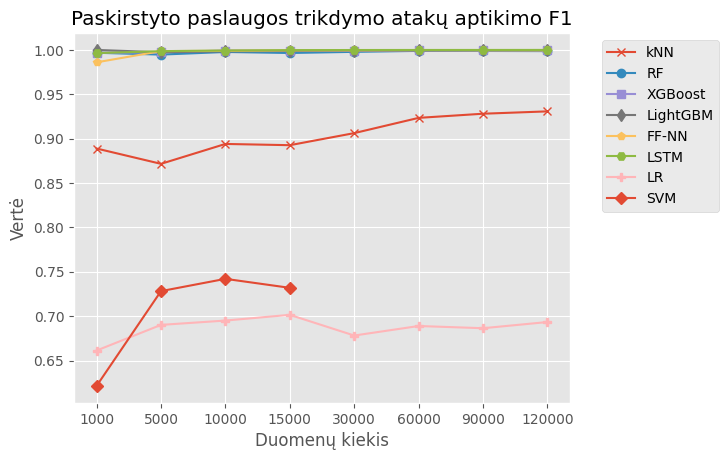 Paskirstyto paslaugos trikdymo atakų aptikimo F1
1.00
0.95
0.90
0.85
0.80
0.75
0.70
0.65
Vertė
1000 5000 10000 15000 30000 60000 90000 120000
Duomenų kiekis
kNN
RF
XGBoost
LightGBM
FF-NN
LSTM
LR
SVM